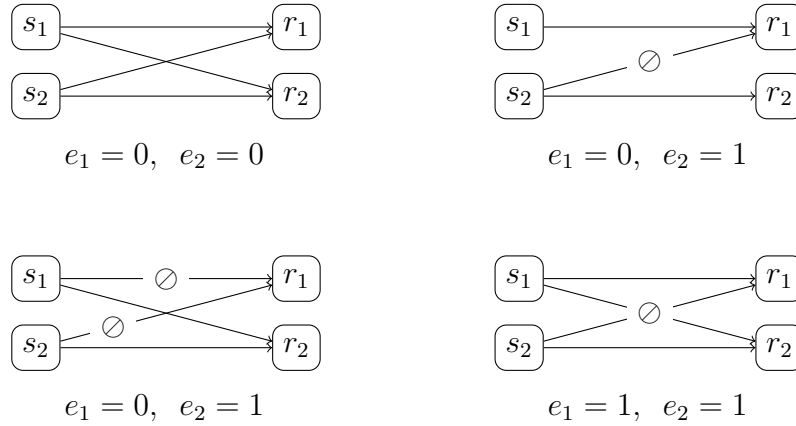 s₁ r₁ s₁ r₁
s₂ r₂ s₂ r₂
e₁ = 0, e₂ = 0 e₁ = 0, e₂ = 1
s₁ r₁ s₁ r₁
s₂ r₂ s₂ r₂
e₁ = 0, e₂ = 1 e₁ = 1, e₂ = 1